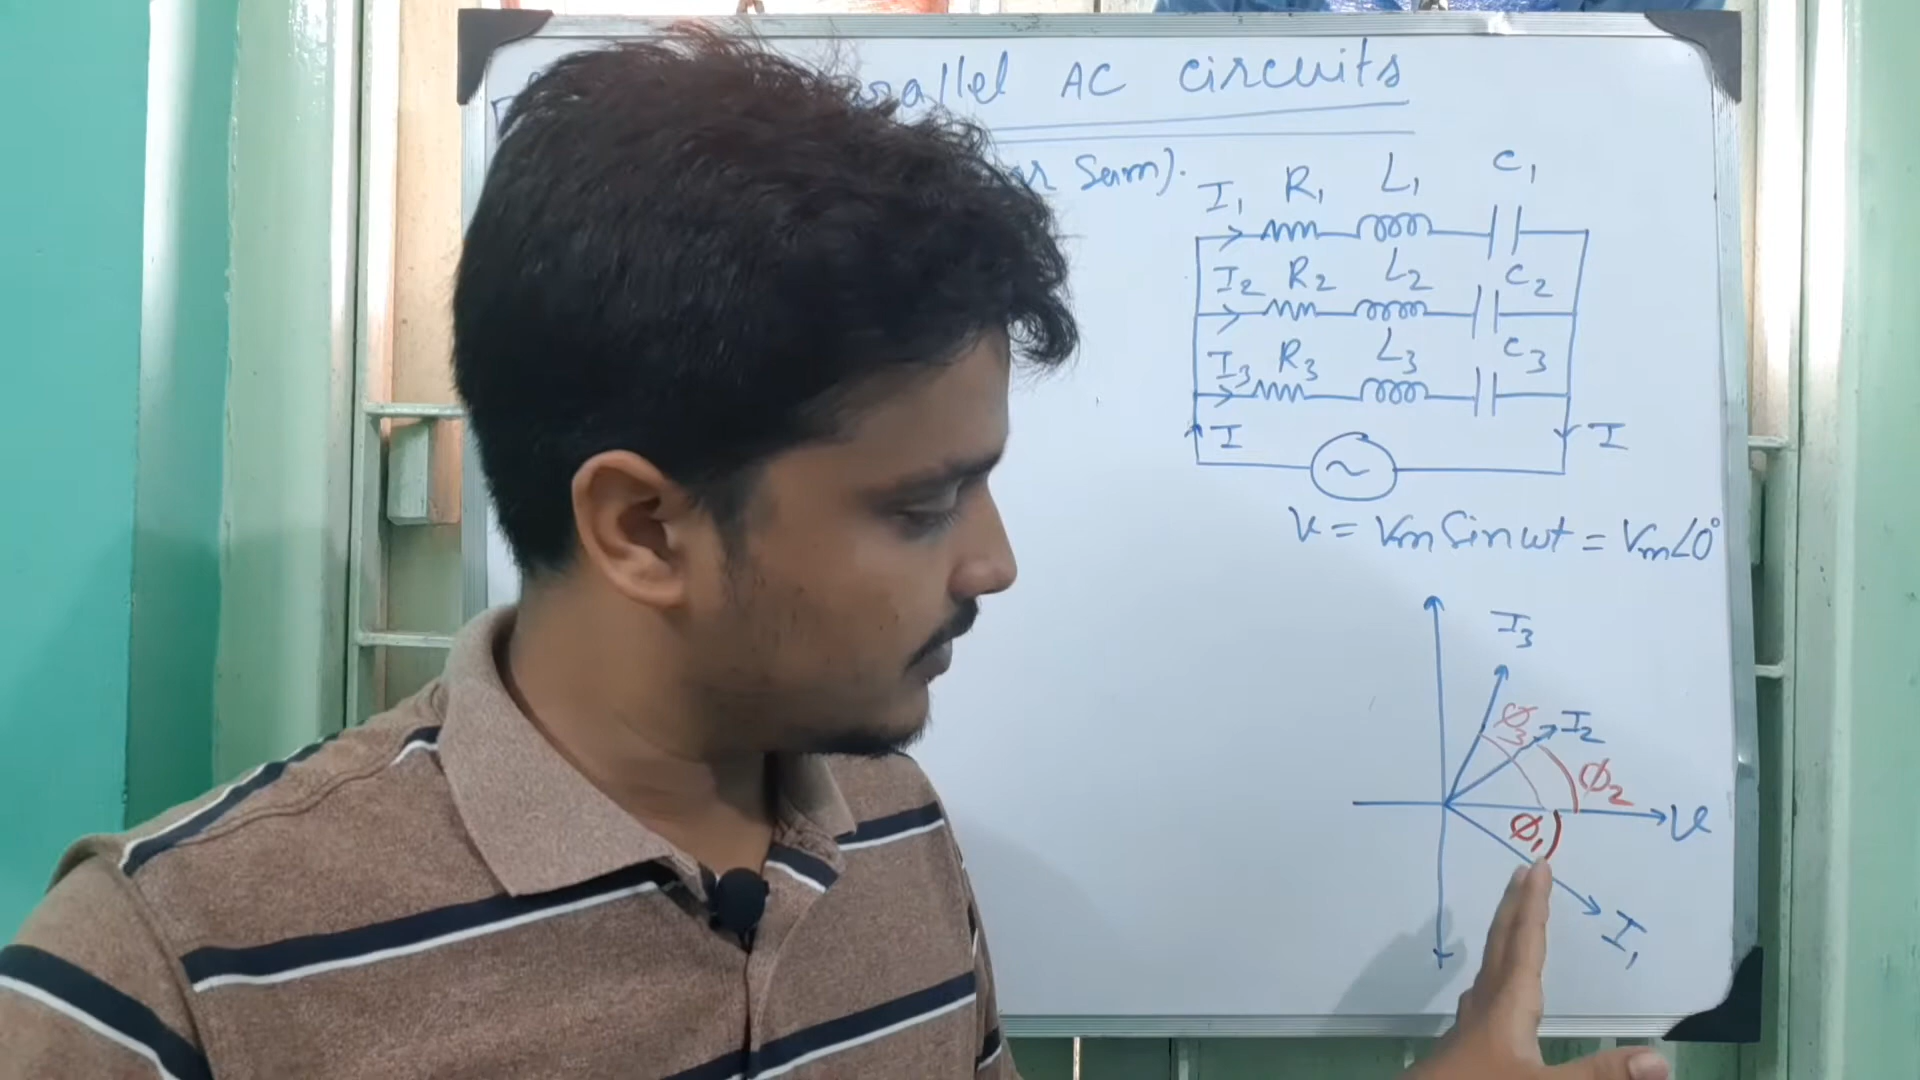 AC circuits
Sum).
I₁ R₁ L₁ C₁
I₂ R₂ L₂ C₂
I₃ R₃ L₃ C₃
I I
~
v = Vm Sin ωt = Vm∠0°
I₃
Ø₃ I₂
Ø₂
Ø₁ v
I₁